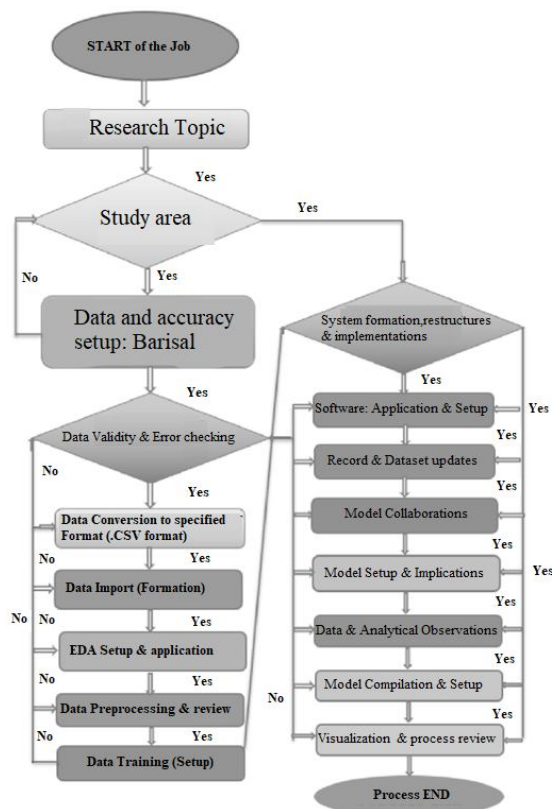 START of the Job
Research Topic
Yes
Study area
Yes
No
Yes
Data and accuracy
setup: Barisal
System formation,restructures
& implementations
Yes
Yes
Data Validity & Error checking
Software: Application & Setup
Yes
No
No
Yes
Yes
Record & Dataset updates
Data Conversion to specified
Format (.CSV format)
Yes
Yes
No
Yes
Model Collaborations
Data Import (Formation)
Yes
Model Setup & Implications
Yes
No
No
Yes
Yes
EDA Setup & application
Data & Analytical Observations
No
Yes
Yes
Data Preprocessing & review
No
Model Compilation & Setup
No
Yes
Yes
Data Training (Setup)
Visualization & process review
Process END